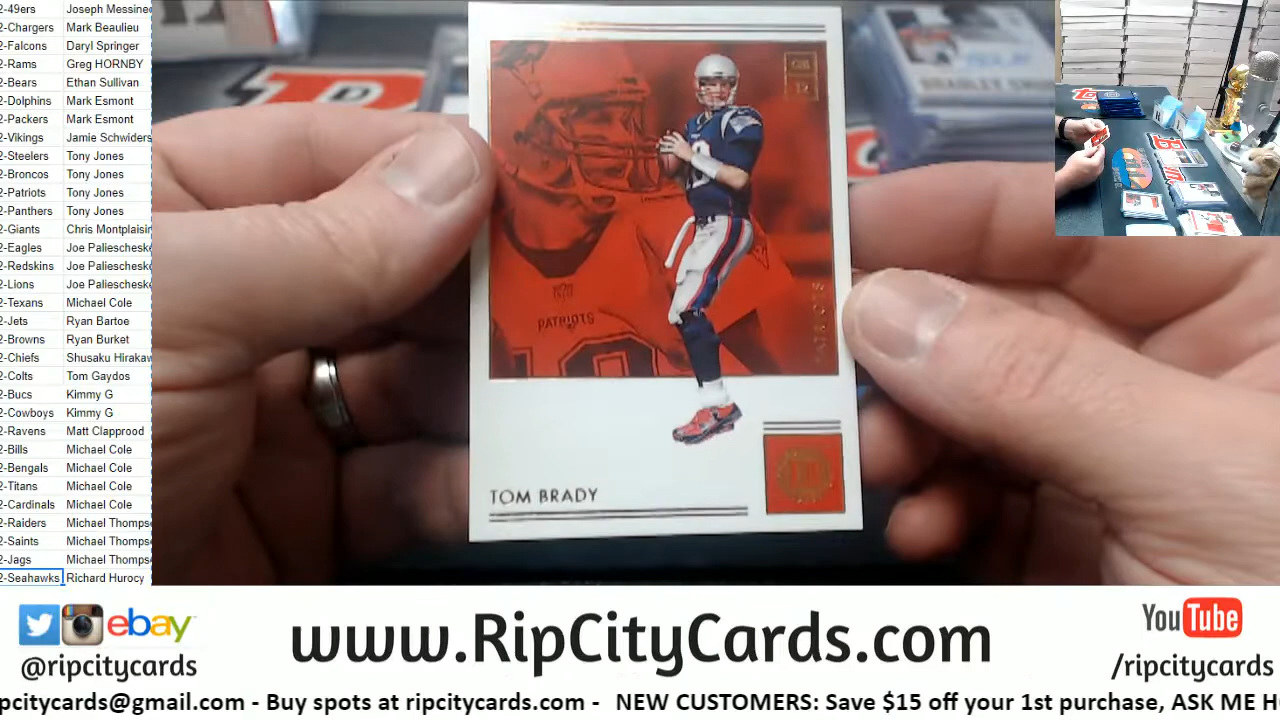 2-49ers Joseph Messinec
2-Chargers Mark Beaulieu
2-Falcons Daryl Springer
2-Rams Greg HORNBY
2-Bears Ethan Sullivan
2-Dolphins Mark Esmont
2-Packers Mark Esmont
2-Vikings Jamie Schwiders
2-Steelers Tony Jones
2-Broncos Tony Jones
2-Patriots Tony Jones
2-Panthers Tony Jones
2-Giants Chris Montplaisin
2-Eagles Joe Paliescheske
2-Redskins Joe Paliescheske
2-Lions Joe Paliescheske
2-Texans Michael Cole
2-Jets Ryan Bartoe
2-Browns Ryan Burket
2-Chiefs Shusaku Hirakaw
2-Colts Tom Gaydos
2-Bucs Kimmy G
2-Cowboys Kimmy G
2-Ravens Matt Clapprood
2-Bills Michael Cole
2-Bengals Michael Cole
2-Titans Michael Cole
2-Cardinals Michael Cole
2-Raiders Michael Thomps
2-Saints Michael Thomps
2-Jags Michael Thomps
2-Seahawks Richard Hurocy
QB
12
PATRIOTS
PATRIOTS
TOM BRADY
ebay
@ripcitycards
www.RipCityCards.com
YouTube
/ripcitycards
pcitycards@gmail.com - Buy spots at ripcitycards.com - NEW CUSTOMERS: Save $15 off your 1st purchase, ASK ME H